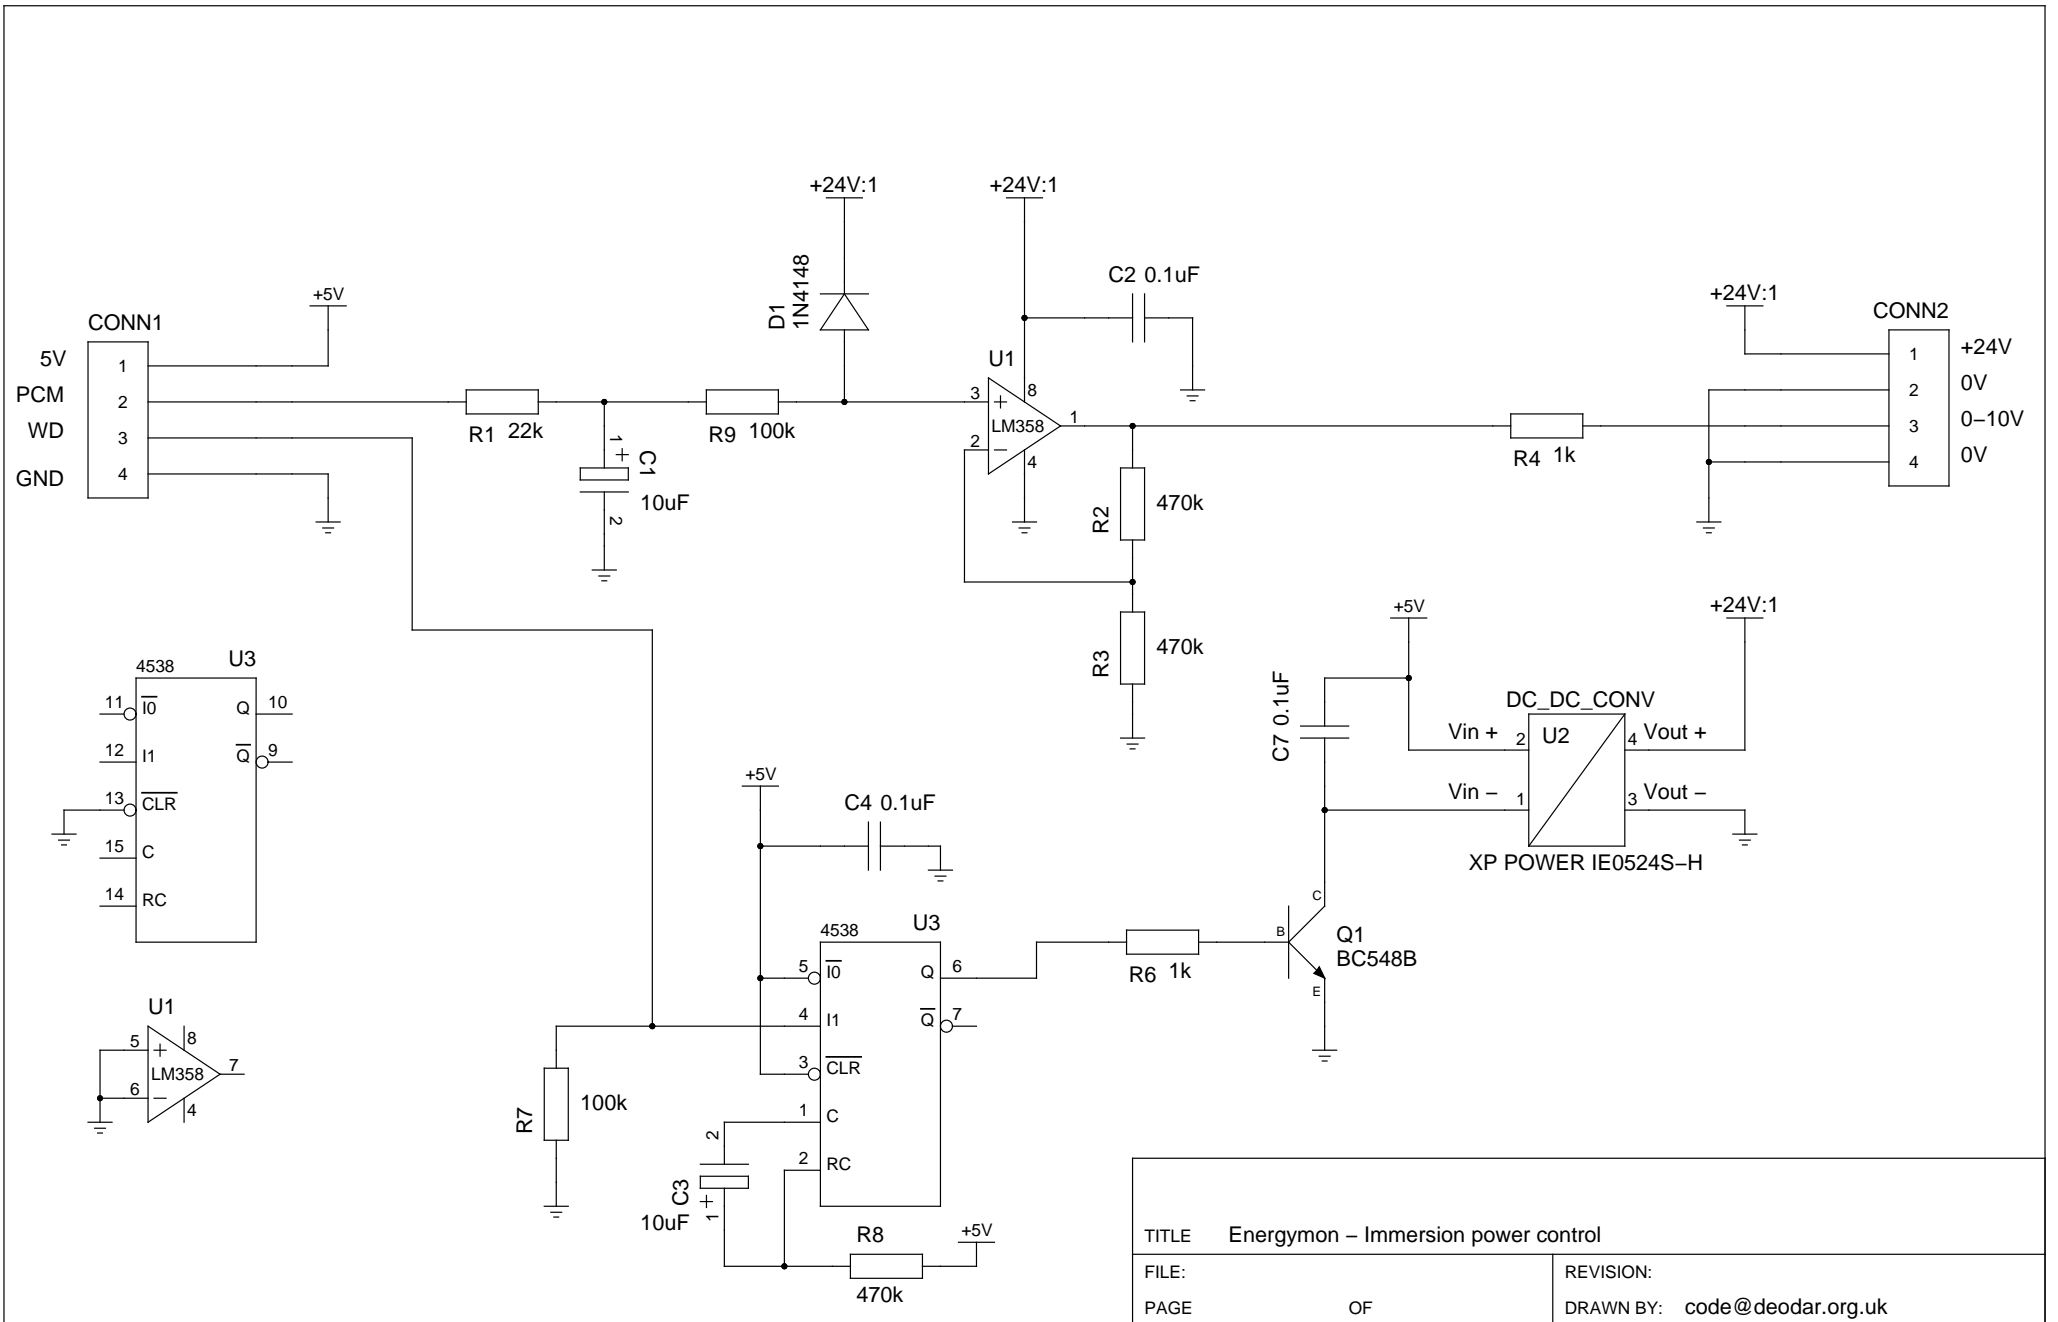 +24V:1
+24V:1
D1
1N4148
C2 0.1uF
+5V
+24V:1
CONN1
CONN2
5V
1
PCM
2
WD
3
GND
4
R1 22k
1
+
C1
10uF
2
R9 100k
U1
3
+
8
LM358
1
2
−
4
R2
470k
R3
470k
R4 1k
1
+24V
2
0V
3
0−10V
4
0V
U3
4538
11
I0
Q
10
12
I1
Q
9
13
CLR
15
C
14
RC
+5V
+24V:1
C7 0.1uF
DC_DC_CONV
Vin +
2
U2
4
Vout +
Vin −
1
3
Vout −
XP POWER IE0524S−H
+5V
C4 0.1uF
U3
4538
5
I0
Q
6
4
I1
Q
7
3
CLR
1
C
2
RC
R6 1k
C
B
E
Q1
BC548B
U1
5
+
8
LM358
7
6
−
4
R7
100k
2
C3
+
10uF
1
R8
470k
+5V
TITLE Energymon − Immersion power control
FILE:
REVISION:
PAGE OF
DRAWN BY: code@deodar.org.uk